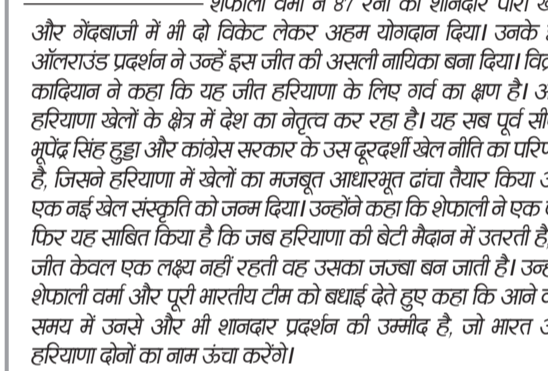 शेफाली वर्मा ने 87 रनों की शानदार पारी
और गेंदबाजी में भी दो विकेट लेकर अहम योगदान दिया। उनके
ऑलराउंड प्रदर्शन ने उन्हें इस जीत की असली नायिका बना दिया।
कादियान ने कहा कि यह जीत हरियाणा के लिए गर्व का क्षण है।
हरियाणा खेलों के क्षेत्र में देश का नेतृत्व कर रहा है। यह सब पूर्व
भूपेंद्र सिंह हुड्डा और कांग्रेस सरकार के उस दूरदर्शी खेल नीति का
है, जिसने हरियाणा में खेलों का मजबूत आधारभूत ढांचा तैयार किया
एक नई खेल संस्कृति को जन्म दिया। उन्होंने कहा कि शेफाली ने एक
फिर यह साबित किया है कि जब हरियाणा की बेटी मैदान में उतरती है
जीत केवल एक लक्ष्य नहीं रहती वह उसका जज्बा बन जाती है।
शेफाली वर्मा और पूरी भारतीय टीम को बधाई देते हुए कहा कि आने
समय में उनसे और भी शानदार प्रदर्शन की उम्मीद है, जो भारत
हरियाणा दोनों का नाम ऊंचा करेंगे।